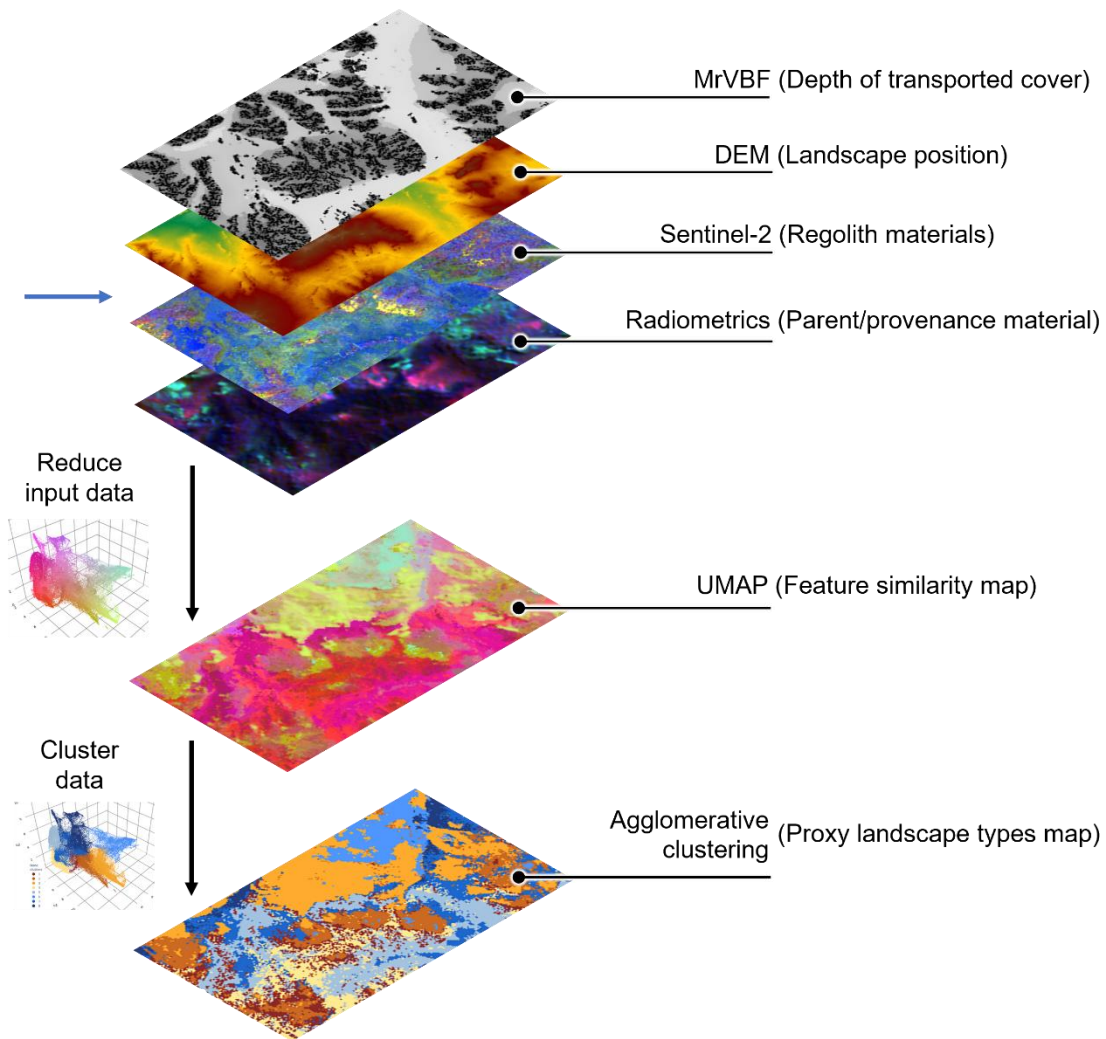 MrVBF (Depth of transported cover)
DEM (Landscape position)
Sentinel-2 (Regolith materials)
Radiometrics (Parent/provenance material)
Reduce
input data
UMAP (Feature similarity map)
Cluster
data
Agglomerative
clustering
(Proxy landscape types map)